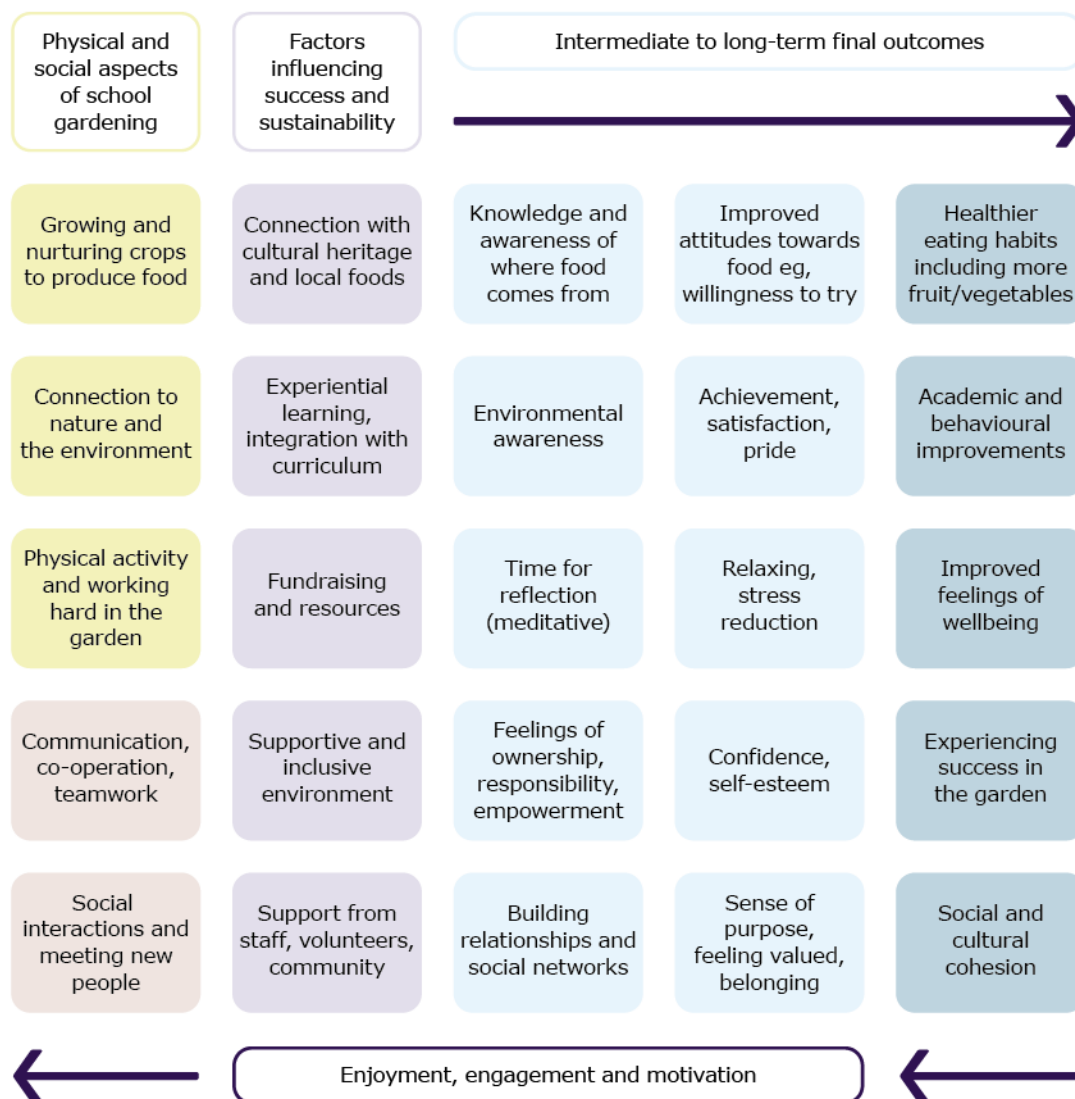 Physical and
social aspects
of school
gardening
Factors
influencing
success and
sustainability
Intermediate to long-term final outcomes
Growing and
nurturing crops
to produce food
Connection with
cultural heritage
and local foods
Knowledge and
awareness of
where food
comes from
Improved
attitudes towards
food eg,
willingness to try
Healthier
eating habits
including more
fruit/vegetables
Connection to
nature and
the environment
Experiential
learning,
integration with
curriculum
Environmental
awareness
Achievement,
satisfaction,
pride
Academic and
behavioural
improvements
Physical activity
and working
hard in the
garden
Fundraising
and resources
Time for
reflection
(meditative)
Relaxing,
stress
reduction
Improved
feelings of
wellbeing
Communication,
co-operation,
teamwork
Supportive and
inclusive
environment
Feelings of
ownership,
responsibility,
empowerment
Confidence,
self-esteem
Experiencing
success in
the garden
Social
interactions and
meeting new
people
Support from
staff, volunteers,
community
Building
relationships and
social networks
Sense of
purpose,
feeling valued,
belonging
Social and
cultural
cohesion
Enjoyment, engagement and motivation